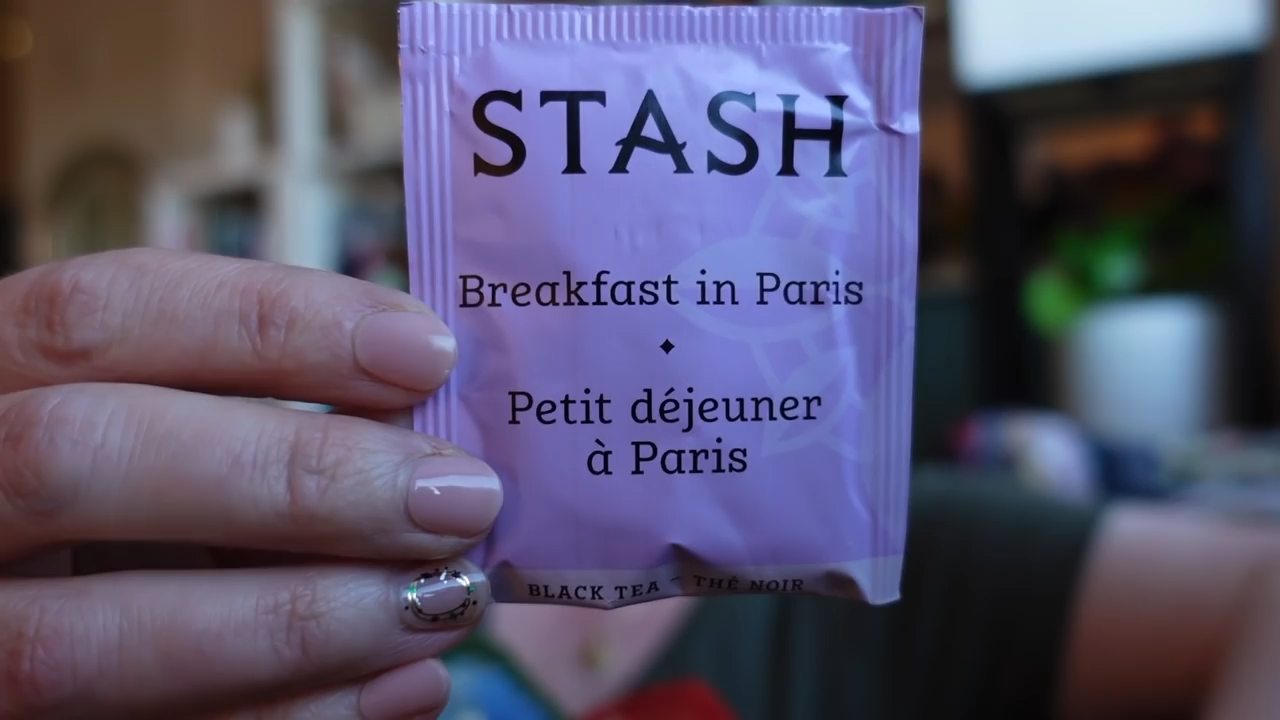 STASH
Breakfast in Paris
Petit déjeuner
à Paris
BLACK TEA - THÉ NOIR